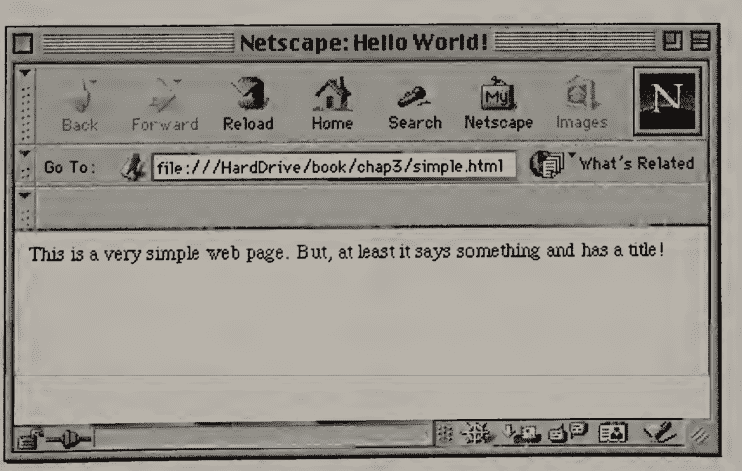 Netscape: Hello World!
Back Forward Reload Home Search Netscape Images
My
N
Go To: file:///HardDrive/book/chap3/simple.html What's Related
This is a very simple web page. But, at least it says something and has a title!